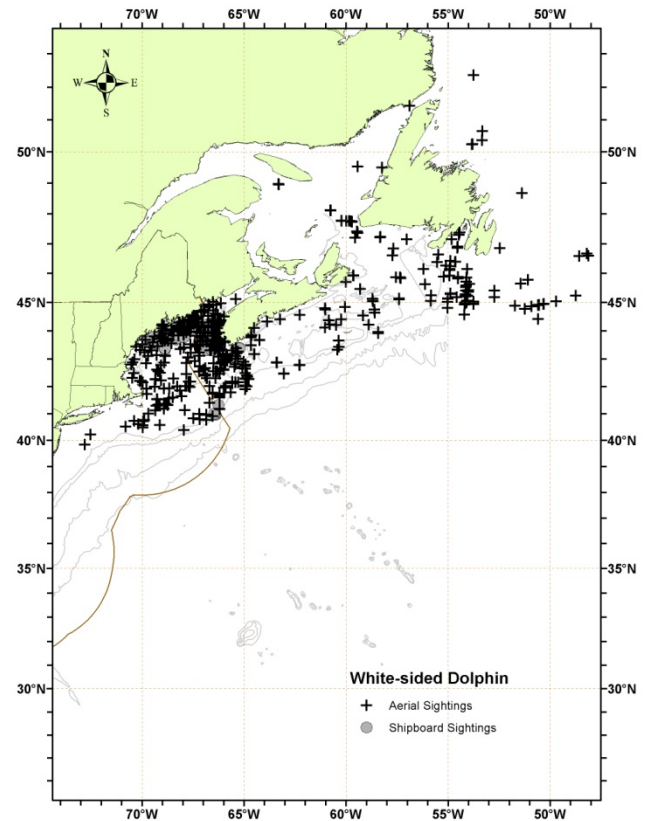 70°W 65°W 60°W 55°W 50°W
N
W E
S
50°N 50°N
45°N 45°N
40°N 40°N
35°N 35°N
White-sided Dolphin
Aerial Sightings
Shipboard Sightings
30°N 30°N
70°W 65°W 60°W 55°W 50°W